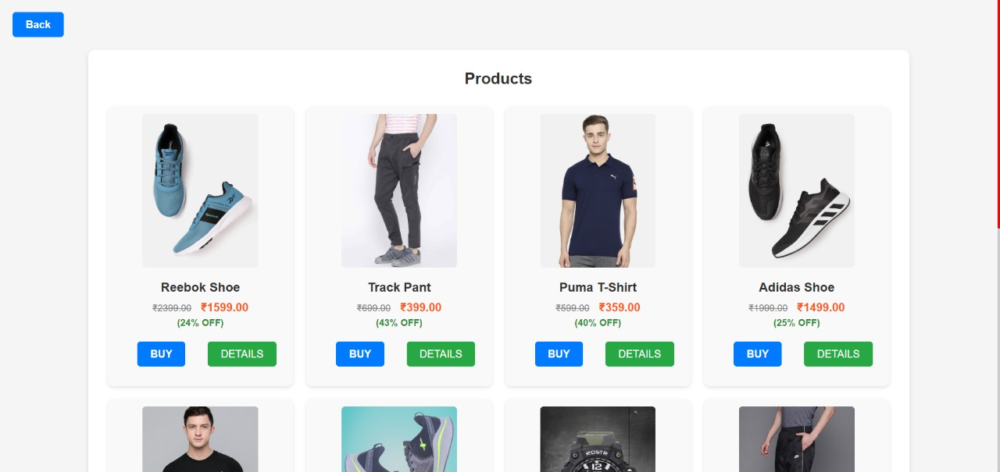 Back
Products
Reebok Shoe
₹2399.00 ₹1599.00
(24% OFF)
BUY DETAILS
Track Pant
₹699.00 ₹399.00
(43% OFF)
BUY DETAILS
Puma T-Shirt
₹599.00 ₹359.00
(40% OFF)
BUY DETAILS
Adidas Shoe
₹1999.00 ₹1499.00
(25% OFF)
BUY DETAILS
12